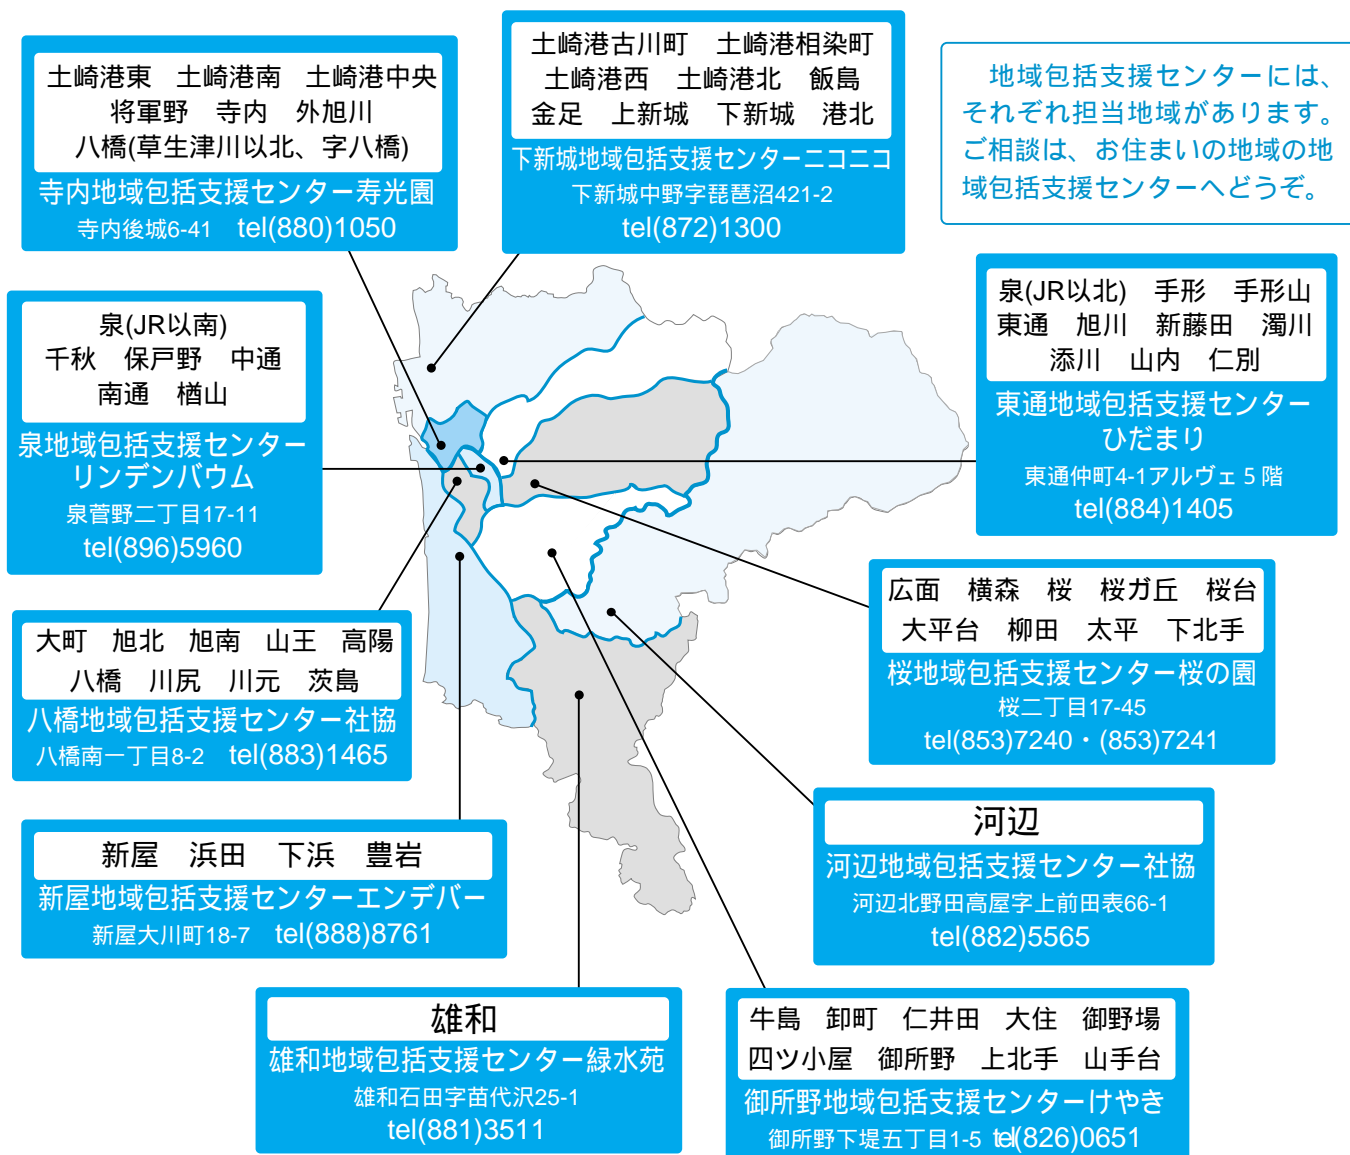 土崎港東　土崎港南　土崎港中央
将軍野　寺内　外旭川
八橋(草生津川以北、字八橋)
寺内地域包括支援センター寿光園
寺内後城6-41　tel(880)1050
土崎港古川町　土崎港相染町
土崎港西　土崎港北　飯島
金足　上新城　下新城　港北
下新城地域包括支援センターニコニコ
下新城中野字琵琶沼421-2
tel(872)1300
地域包括支援センターには、
それぞれ担当地域があります。
ご相談は、お住まいの地域の地
域包括支援センターへどうぞ。
泉(JR以南)
千秋　保戸野　中通
南通　楢山
泉地域包括支援センター
リンデンバウム
泉菅野二丁目17-11
tel(896)5960
泉(JR以北)　手形　手形山
東通　旭川　新藤田　濁川
添川　山内　仁別
東通地域包括支援センター
ひだまり
東通仲町4-1アルヴェ５階
tel(884)1405
大町　旭北　旭南　山王　高陽
八橋　川尻　川元　茨島
八橋地域包括支援センター社協
八橋南一丁目8-2　tel(883)1465
広面　横森　桜　桜ガ丘　桜台
大平台　柳田　太平　下北手
桜地域包括支援センター桜の園
桜二丁目17-45
tel(853)7240・(853)7241
新屋　浜田　下浜　豊岩
新屋地域包括支援センターエンデバー
新屋大川町18-7　tel(888)8761
河辺
河辺地域包括支援センター社協
河辺北野田高屋字上前田表66-1
tel(882)5565
雄和
雄和地域包括支援センター緑水苑
雄和石田字苗代沢25-1
tel(881)3511
牛島　卸町　仁井田　大住　御野場
四ツ小屋　御所野　上北手　山手台
御所野地域包括支援センターけやき
御所野下堤五丁目1-5 tel(826)0651